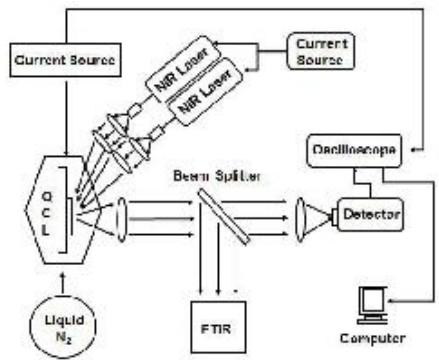 Current Source
NIR Laser
NIR Laser
Current
Source
Oscilloscope
Beam Splitter
Q
C
L
Detector
Liquid
N2
FTIR
Computer